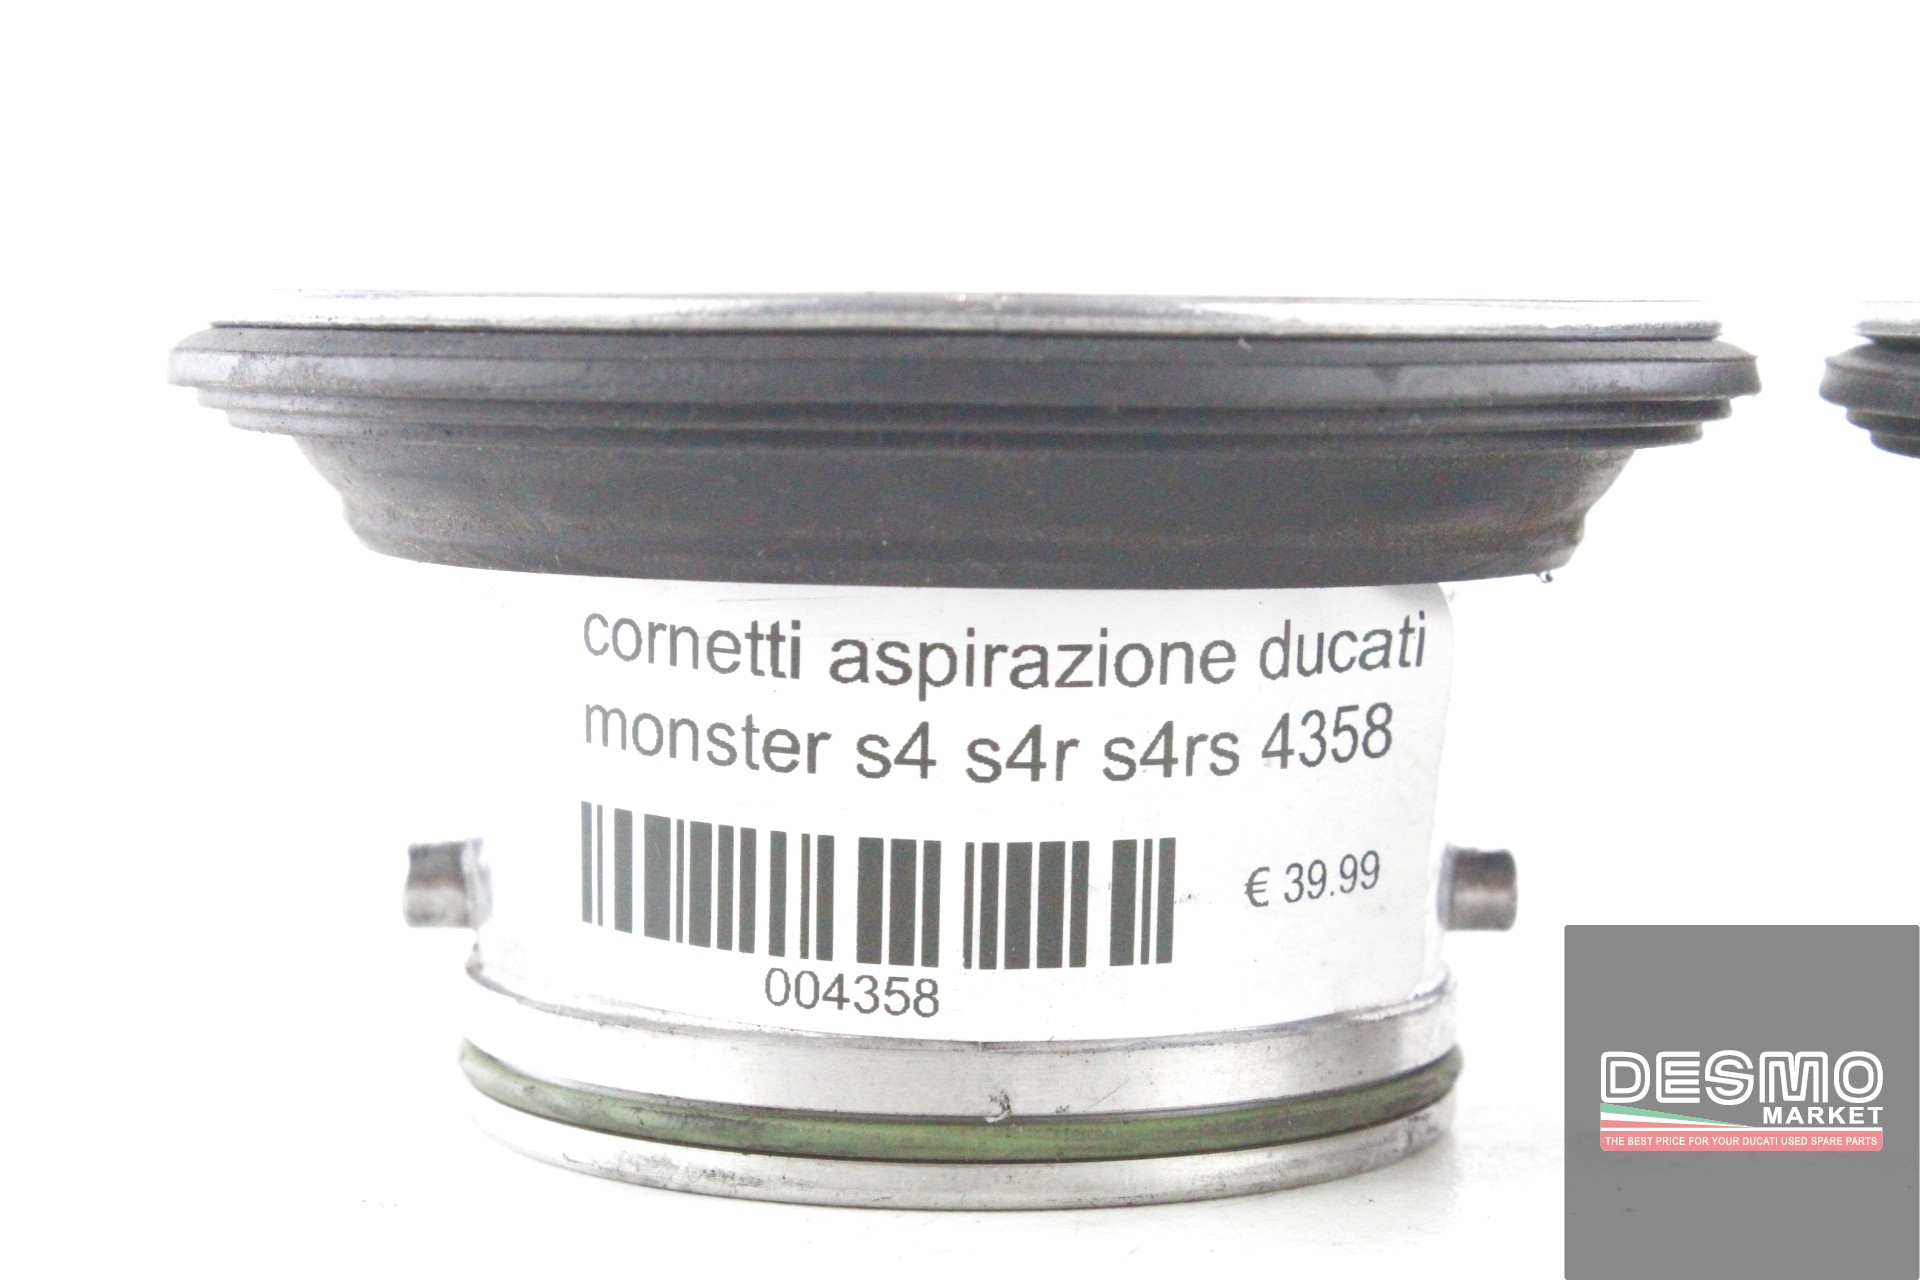 cornetti aspirazione ducati
monster s4 s4r s4rs 4358
€ 39.99
004358
DESMO
MARKET
THE BEST PRICE FOR YOUR DUCATI USED SPARE PARTS